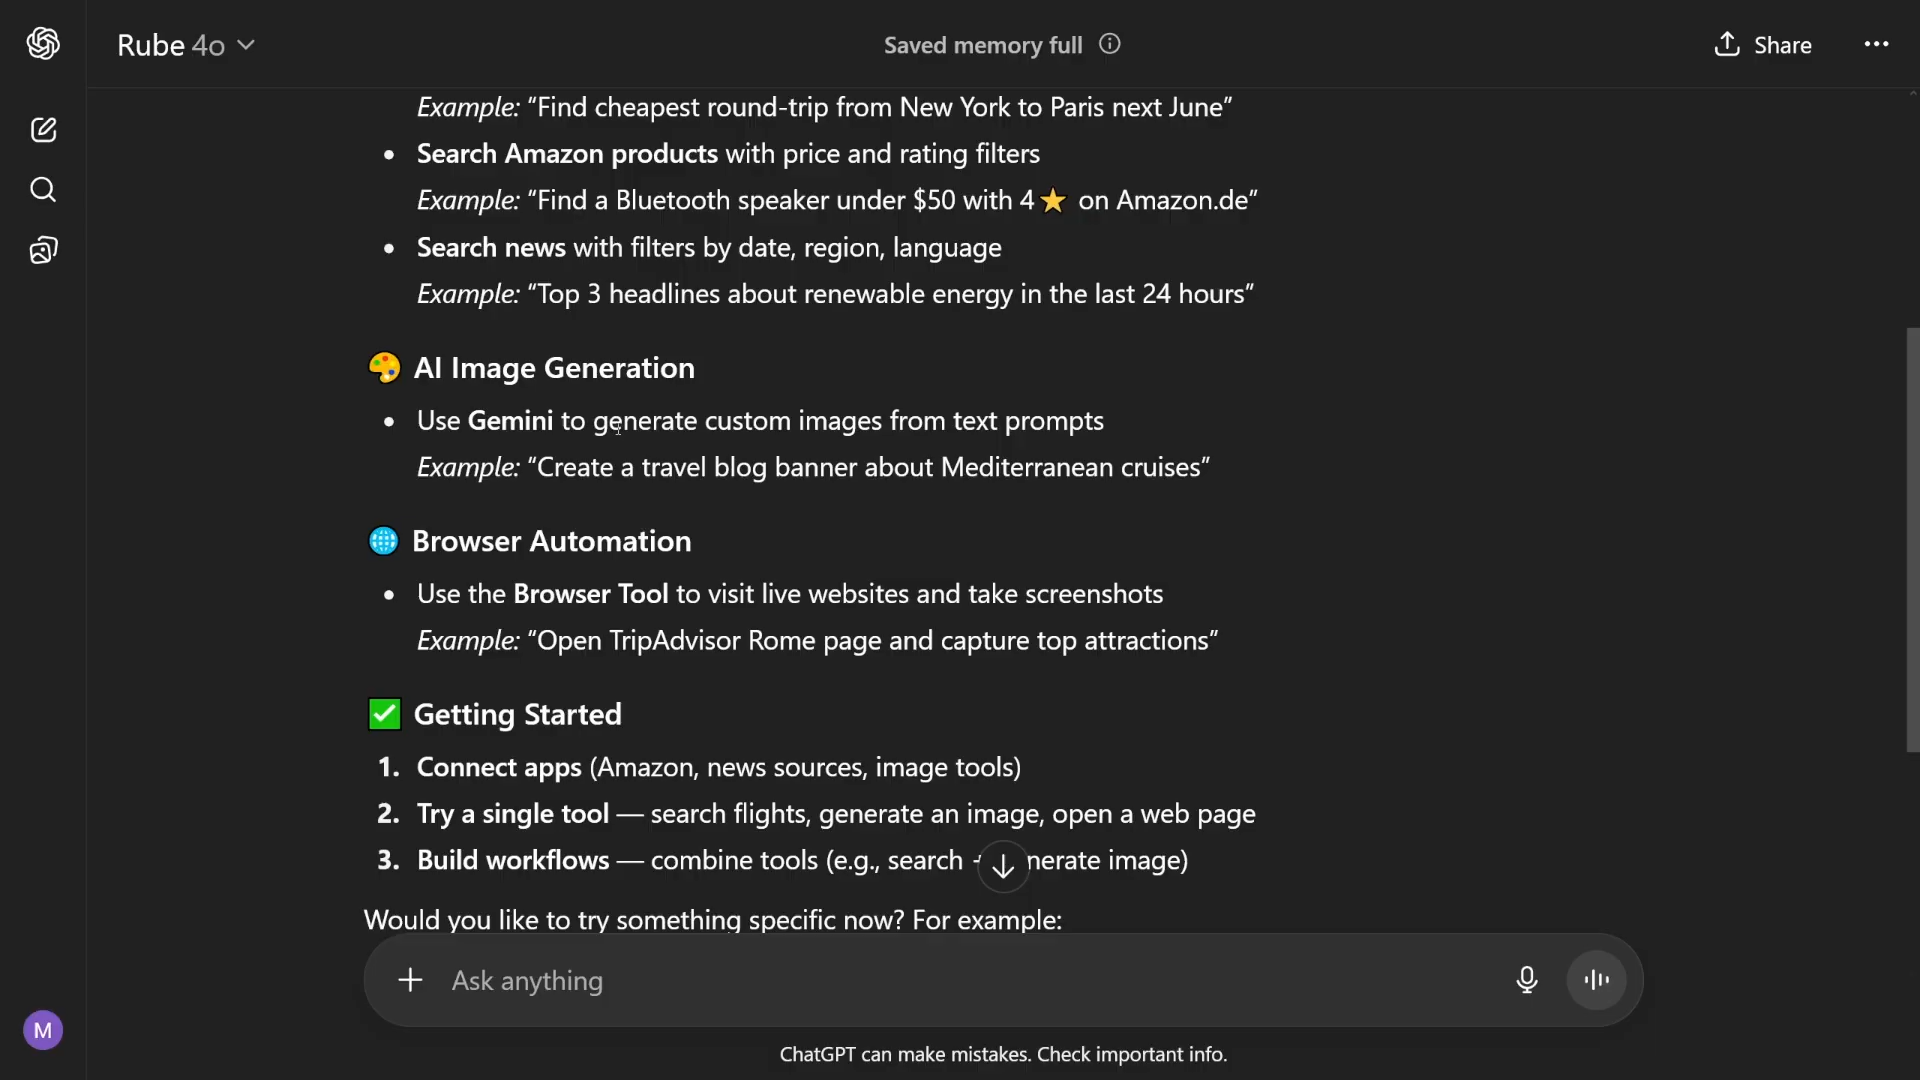 Rube 4o
Saved memory full
Share
Example: “Find cheapest round-trip from New York to Paris next June”
• Search Amazon products with price and rating filters
Example: “Find a Bluetooth speaker under $50 with 4⭐ on Amazon.de”
• Search news with filters by date, region, language
Example: “Top 3 headlines about renewable energy in the last 24 hours”
🎨 AI Image Generation
• Use Gemini to generate custom images from text prompts
Example: “Create a travel blog banner about Mediterranean cruises”
🌐 Browser Automation
• Use the Browser Tool to visit live websites and take screenshots
Example: “Open TripAdvisor Rome page and capture top attractions”
✅ Getting Started
1. Connect apps (Amazon, news sources, image tools)
2. Try a single tool — search flights, generate an image, open a web page
3. Build workflows — combine tools (e.g., search nerate image)
Would you like to try something specific now? For example:
Ask anything
M
ChatGPT can make mistakes. Check important info.